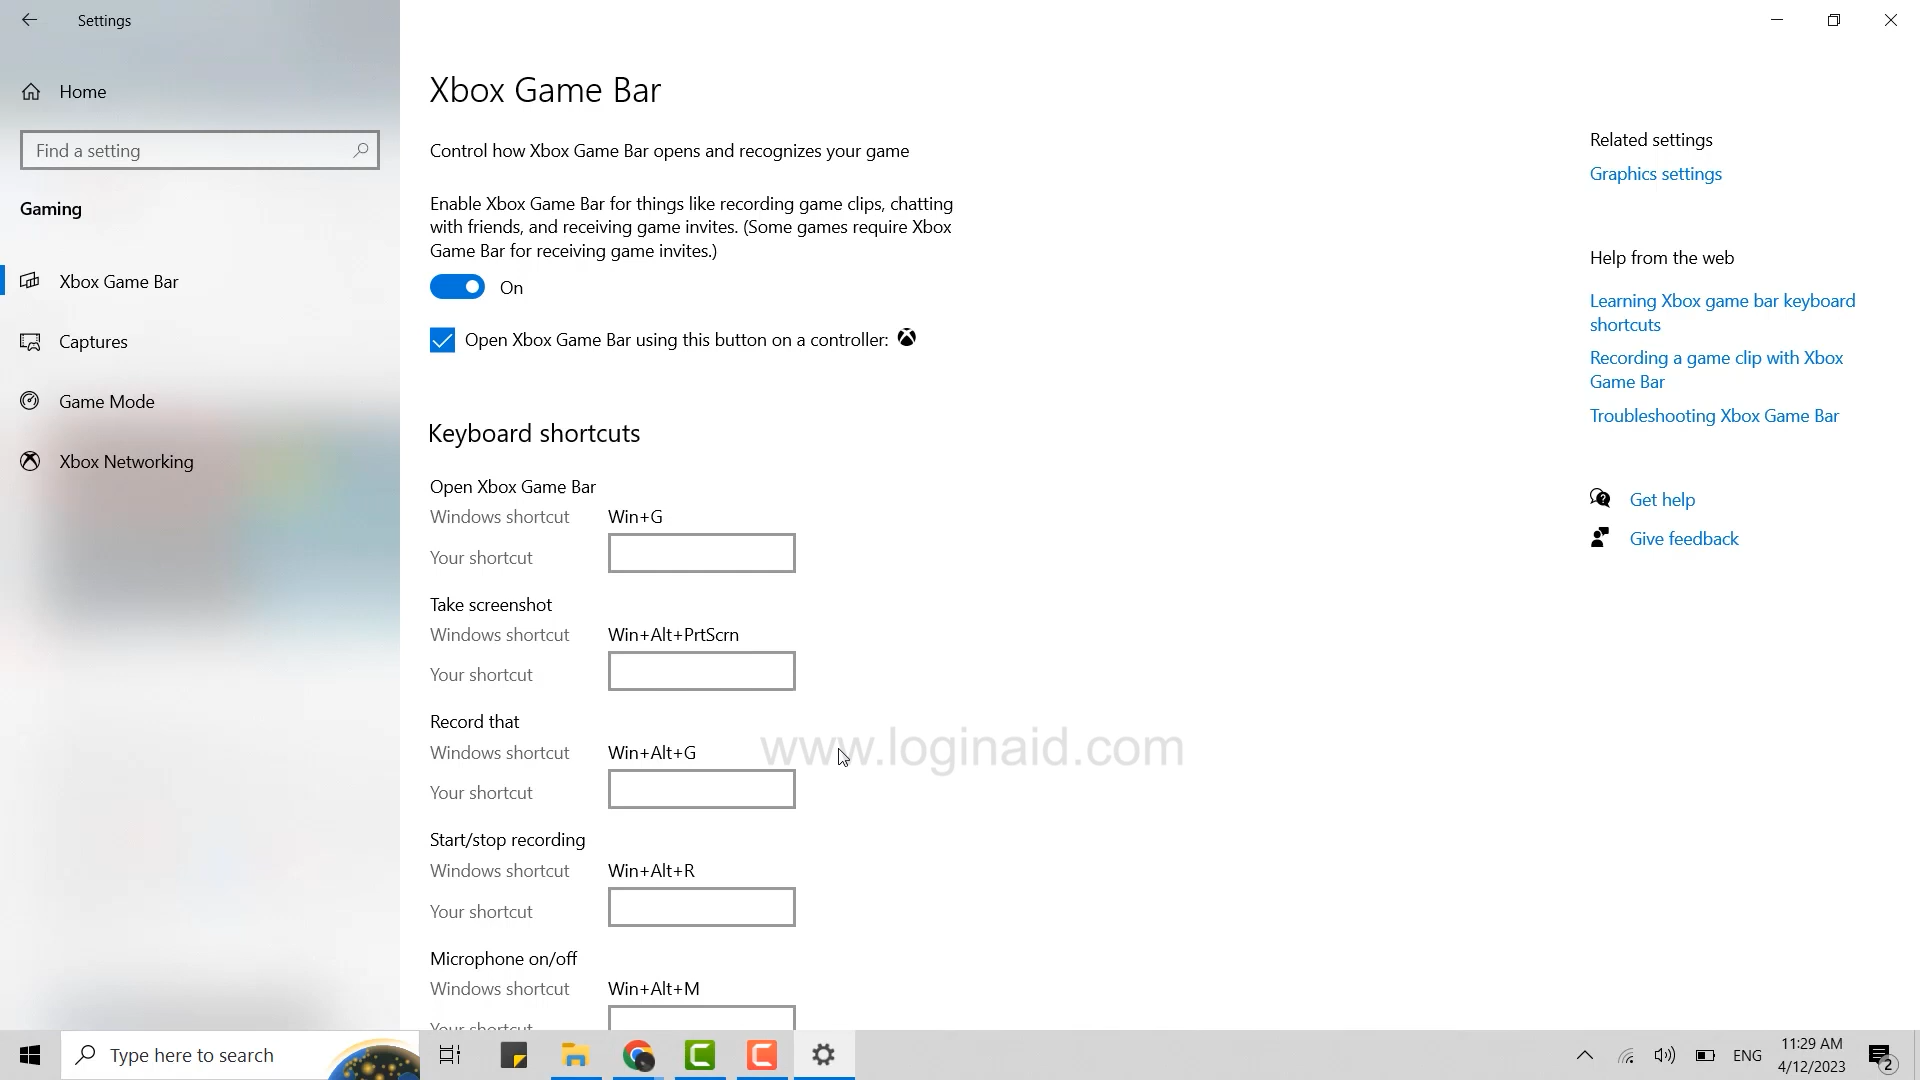 Settings
Home
Find a setting
Gaming
Xbox Game Bar
Captures
Game Mode
Xbox Networking
Xbox Game Bar
Control how Xbox Game Bar opens and recognizes your game
Enable Xbox Game Bar for things like recording game clips, chatting
with friends, and receiving game invites. (Some games require Xbox
Game Bar for receiving game invites.)
On
Open Xbox Game Bar using this button on a controller:
Keyboard shortcuts
Open Xbox Game Bar
Windows shortcut Win+G
Your shortcut
Take screenshot
Windows shortcut Win+Alt+PrtScrn
Your shortcut
Record that
Windows shortcut Win+Alt+G
Your shortcut
Start/stop recording
Windows shortcut Win+Alt+R
Your shortcut
Microphone on/off
Windows shortcut Win+Alt+M
Your shortcut
www.loginaid.com
Related settings
Graphics settings
Help from the web
Learning Xbox game bar keyboard
shortcuts
Recording a game clip with Xbox
Game Bar
Troubleshooting Xbox Game Bar
Get help
Give feedback
Type here to search
ENG
11:29 AM
4/12/2023
2